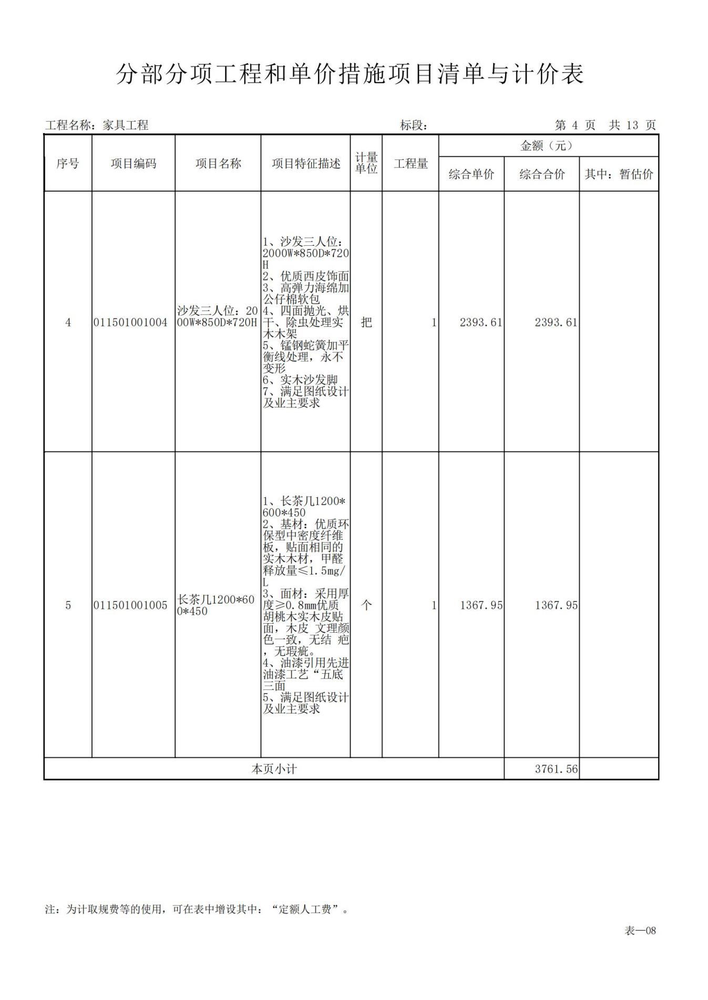 分部分项工程和单价措施项目清单与计价表
工程名称：家具工程 标段： 第 4 页 共 13 页
序号 项目编码 项目名称 项目特征描述 计量单位 工程量 金额（元）
综合单价 综合合价 其中：暂估价
4
011501001004
沙发三人位：20
00W*850D*720H
1、沙发三人位：
2000W*850D*720
H
2、优质西皮饰面
3、高弹力海绵加
公仔棉软包
4、四面抛光、烘
干、除虫处理实
木木架
5、锰钢蛇簧加平
衡线处理，永不
变形
6、实木沙发脚
7、满足图纸设计
及业主要求
把
1
2393.61
2393.61
5
011501001005
长茶几1200*60
0*450
1、长茶几1200*
600*450
2、基材：优质环
保型中密度纤维
板，贴面相同的
实木木材，甲醛
释放量≤1.5mg/
L
3、面材：采用厚
度≥0.8mm优质
胡桃木实木皮贴
面，木皮 文理颜
色一致，无结 疤
，无瑕疵。
4、油漆引用先进
油漆工艺“五底
三面
5、满足图纸设计
及业主要求
个
1
1367.95
1367.95
本页小计 3761.56
注：为计取规费等的使用，可在表中增设其中：“定额人工费”。
表—08